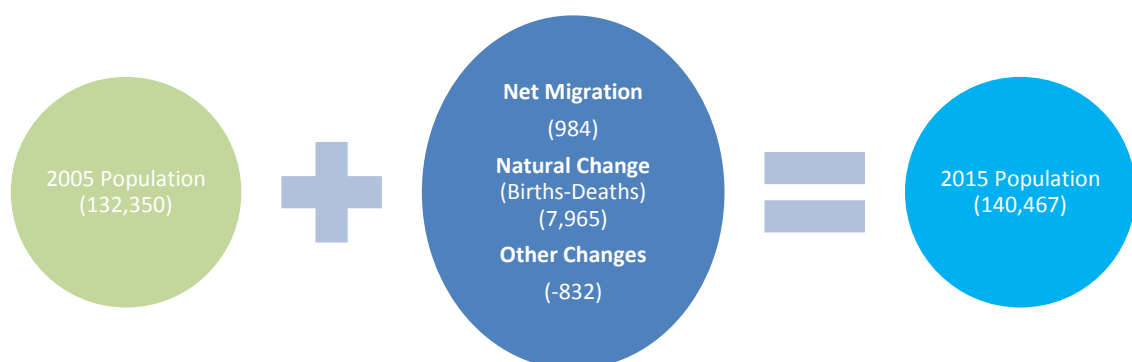 2005 Population
(132,350)
Net Migration
(984)
Natural Change
(Births-Deaths)
(7,965)
Other Changes
(-832)
2015 Population
(140,467)